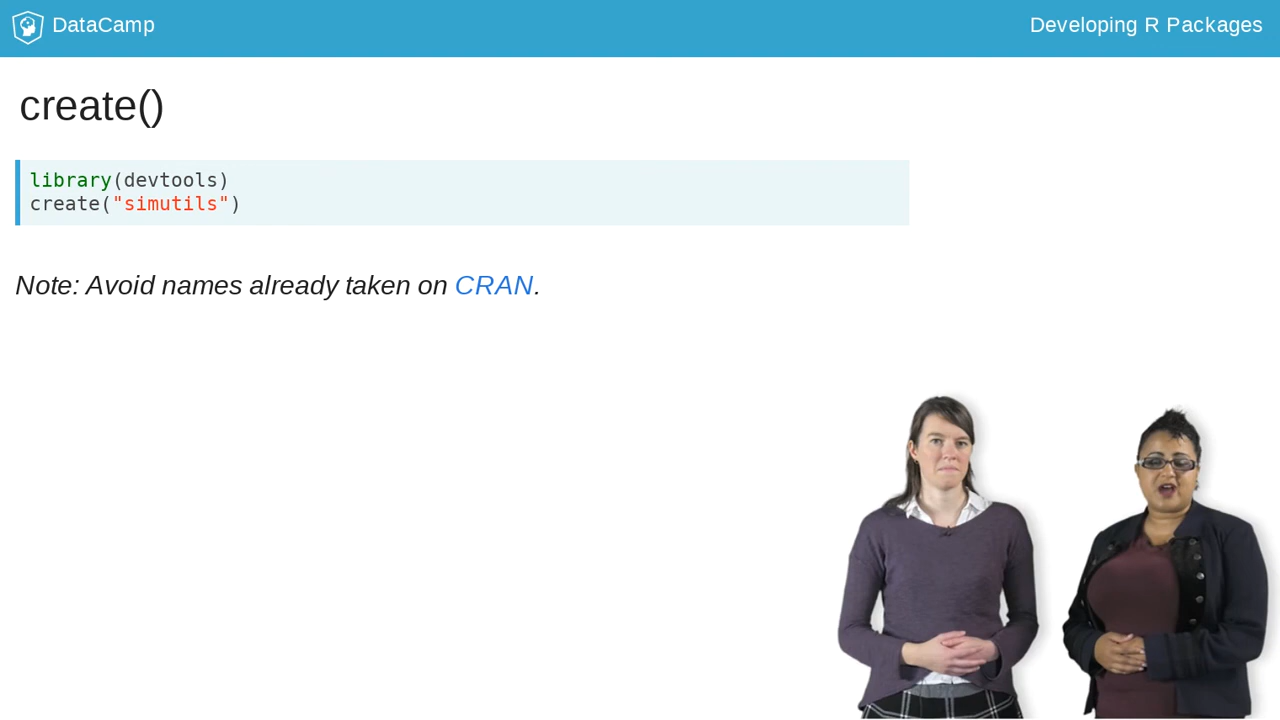 DataCamp
Developing R Packages
create()
library(devtools)
create("simutils")
Note: Avoid names already taken on CRAN.